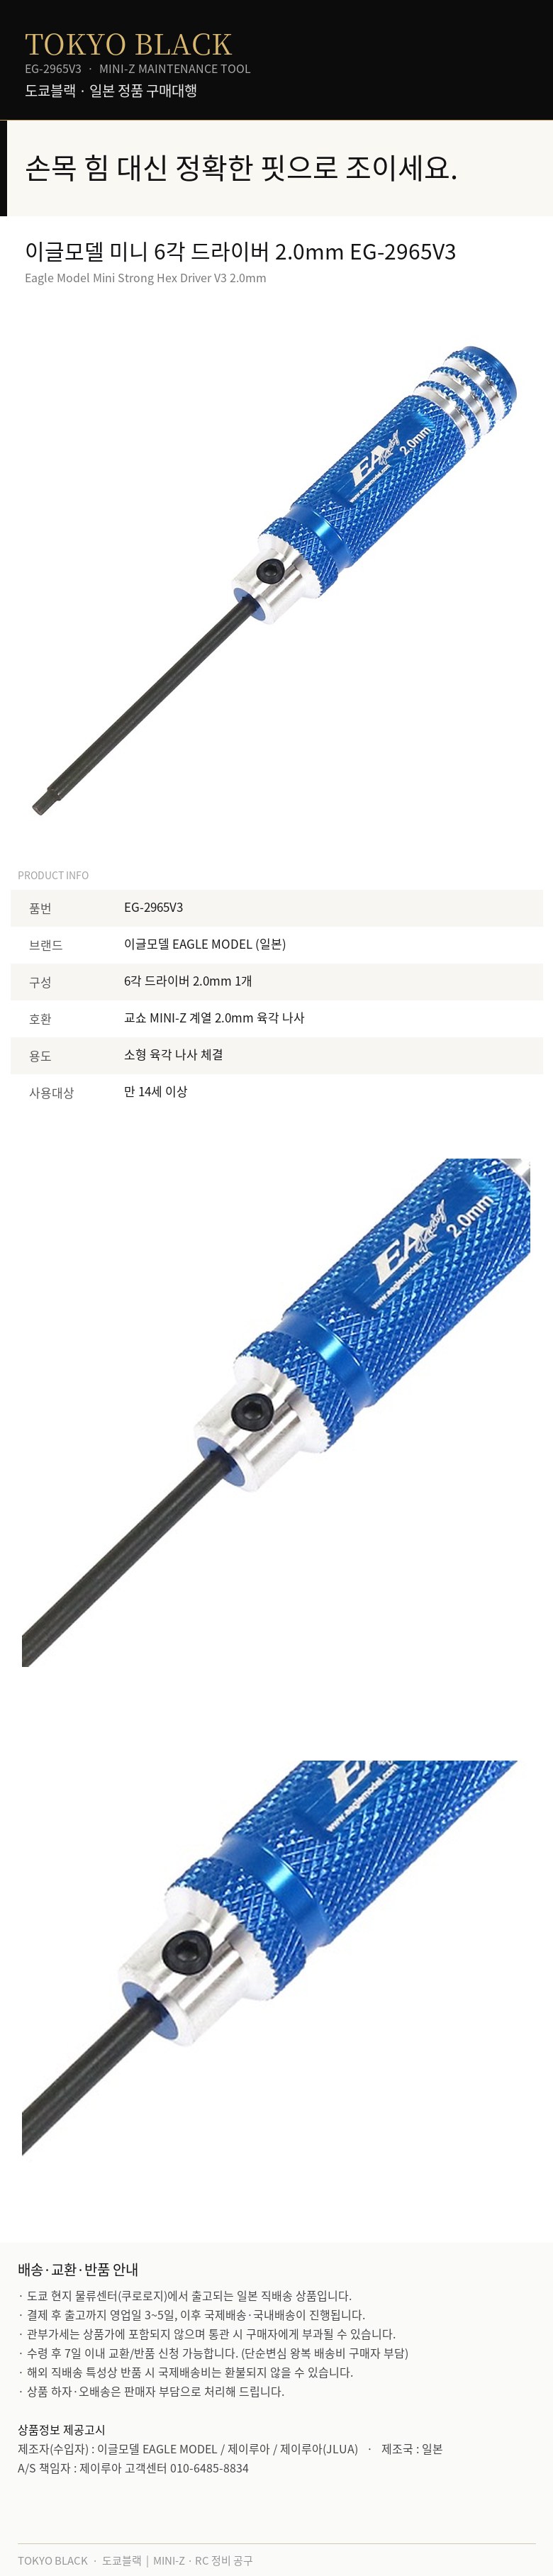 TOKYO BLACK
EG-2965V3 · MINI-Z MAINTENANCE TOOL
도쿄블랙 · 일본 정품 구매대행
손목 힘 대신 정확한 핏으로 조이세요.
이글모델 미니 6각 드라이버 2.0mm EG-2965V3
Eagle Model Mini Strong Hex Driver V3 2.0mm
EA
2.0mm
www.eaglemodel.com
PRODUCT INFO
품번 EG-2965V3
브랜드 이글모델 EAGLE MODEL (일본)
구성 6각 드라이버 2.0mm 1개
호환 교쇼 MINI-Z 계열 2.0mm 육각 나사
용도 소형 육각 나사 체결
사용대상 만 14세 이상
EA
2.0mm
www.eaglemodel.com
EA
www.eaglemodel.com
배송·교환·반품 안내
· 도쿄 현지 물류센터(쿠로로지)에서 출고되는 일본 직배송 상품입니다.
· 결제 후 출고까지 영업일 3~5일, 이후 국제배송·국내배송이 진행됩니다.
· 관부가세는 상품가에 포함되지 않으며 통관 시 구매자에게 부과될 수 있습니다.
· 수령 후 7일 이내 교환/반품 신청 가능합니다. (단순변심 왕복 배송비 구매자 부담)
· 해외 직배송 특성상 반품 시 국제배송비는 환불되지 않을 수 있습니다.
· 상품 하자·오배송은 판매자 부담으로 처리해 드립니다.
상품정보 제공고시
제조자(수입자) : 이글모델 EAGLE MODEL / 제이루아 / 제이루아(JLUA) · 제조국 : 일본
A/S 책임자 : 제이루아 고객센터 010-6485-8834
TOKYO BLACK · 도쿄블랙 | MINI-Z · RC 정비 공구